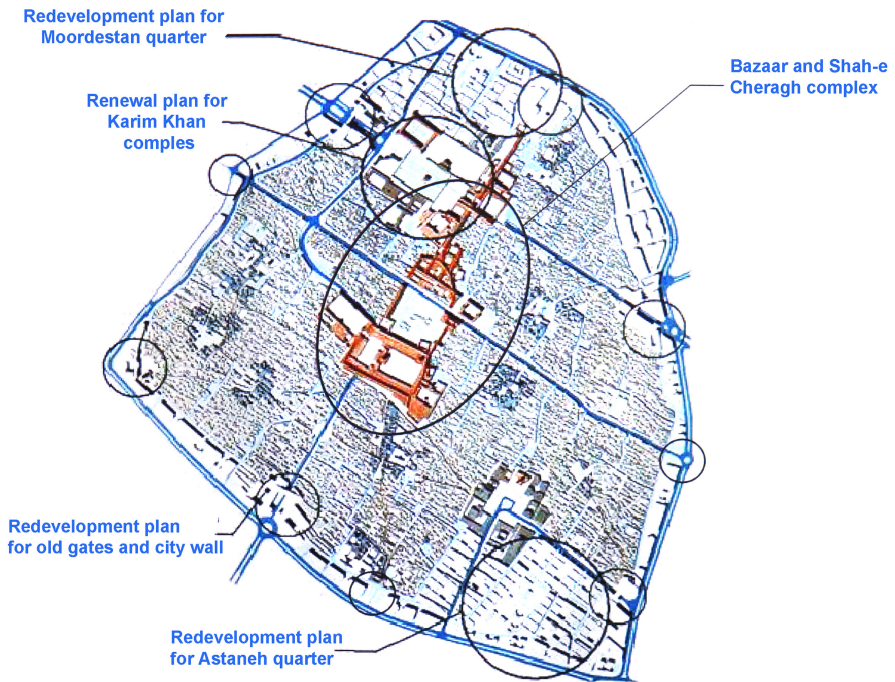 Redevelopment plan for
Moordestan quarter
Bazaar and Shah-e
Cheragh complex
Renewal plan for
Karim Khan
comples
Redevelopment plan
for old gates and city wall
Redevelopment plan
for Astaneh quarter